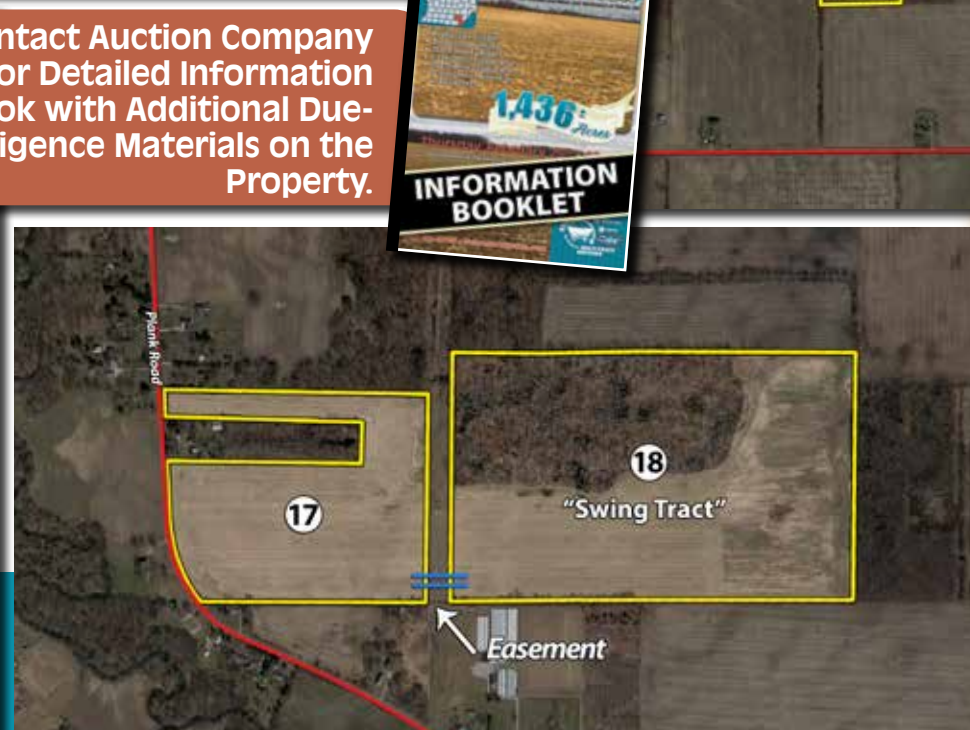 ntact Auction Company
or Detailed Information
ok with Additional Due-
igence Materials on the
Property.
1,436±
Acres
INFORMATION
BOOKLET
Plank Road
17
18
“Swing Tract”
Easement